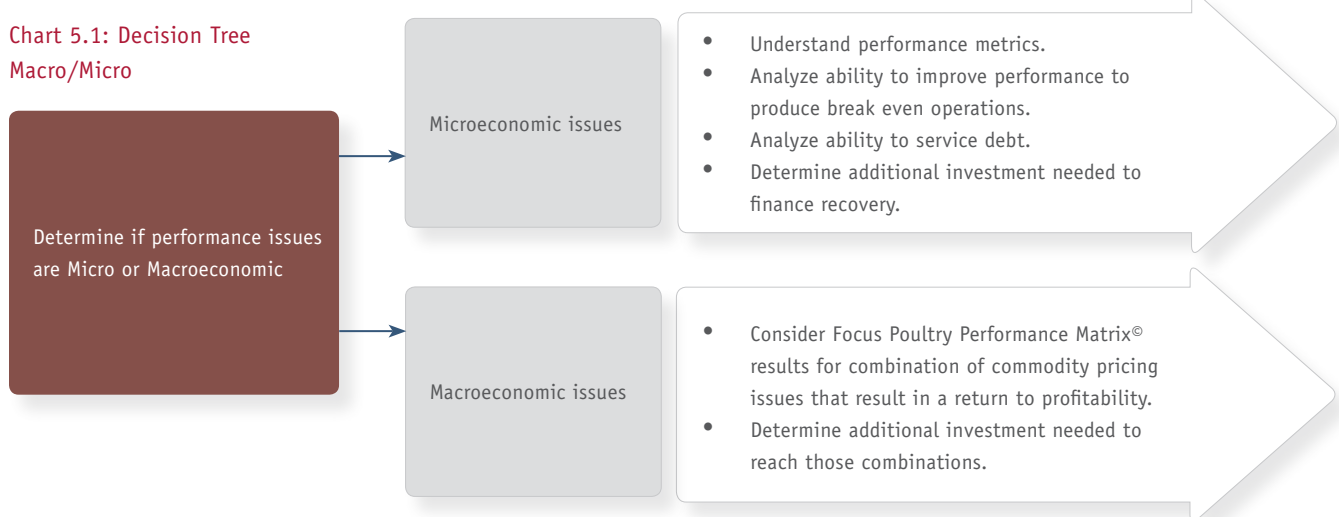 Chart 5.1: Decision Tree
Macro/Micro
Determine if performance issues
are Micro or Macroeconomic
Microeconomic issues
• Understand performance metrics.
• Analyze ability to improve performance to
produce break even operations.
• Analyze ability to service debt.
• Determine additional investment needed to
finance recovery.
Macroeconomic issues
• Consider Focus Poultry Performance Matrix©
results for combination of commodity pricing
issues that result in a return to profitability.
• Determine additional investment needed to
reach those combinations.